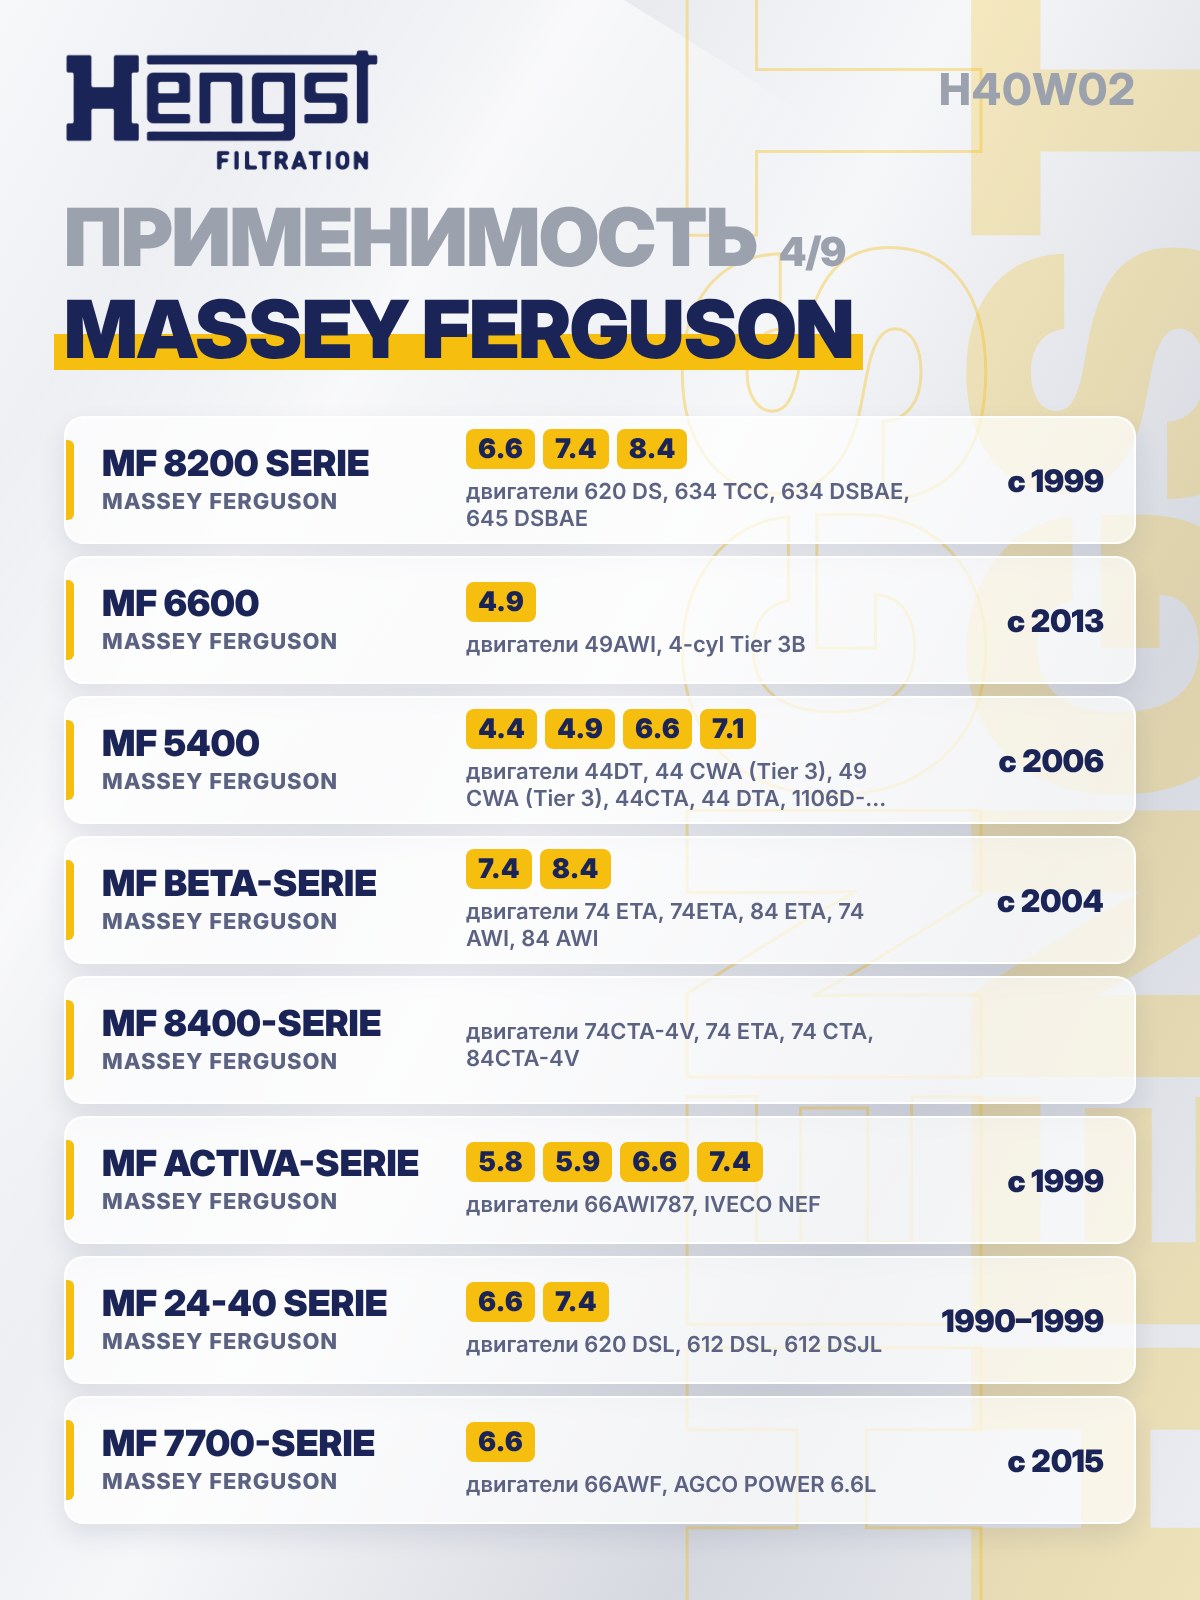 Hengst
FILTRATION
H40W02
ПРИМЕНИМОСТЬ 4/9
MASSEY FERGUSON
MF 8200 SERIE
MASSEY FERGUSON
6.6 7.4 8.4
двигатели 620 DS, 634 TCC, 634 DSBAE,
645 DSBAE
с 1999
MF 6600
MASSEY FERGUSON
4.9
двигатели 49AWI, 4-cyl Tier 3B
с 2013
MF 5400
MASSEY FERGUSON
4.4 4.9 6.6 7.1
двигатели 44DT, 44 CWA (Tier 3), 49
CWA (Tier 3), 44CTA, 44 DTA, 1106D-...
с 2006
MF BETA-SERIE
MASSEY FERGUSON
7.4 8.4
двигатели 74 ETA, 74ETA, 84 ETA, 74
AWI, 84 AWI
с 2004
MF 8400-SERIE
MASSEY FERGUSON
двигатели 74CTA-4V, 74 ETA, 74 CTA,
84CTA-4V
MF ACTIVA-SERIE
MASSEY FERGUSON
5.8 5.9 6.6 7.4
двигатели 66AWI787, IVECO NEF
с 1999
MF 24-40 SERIE
MASSEY FERGUSON
6.6 7.4
двигатели 620 DSL, 612 DSL, 612 DSJL
1990–1999
MF 7700-SERIE
MASSEY FERGUSON
6.6
двигатели 66AWF, AGCO POWER 6.6L
с 2015
HENGST
HENGST